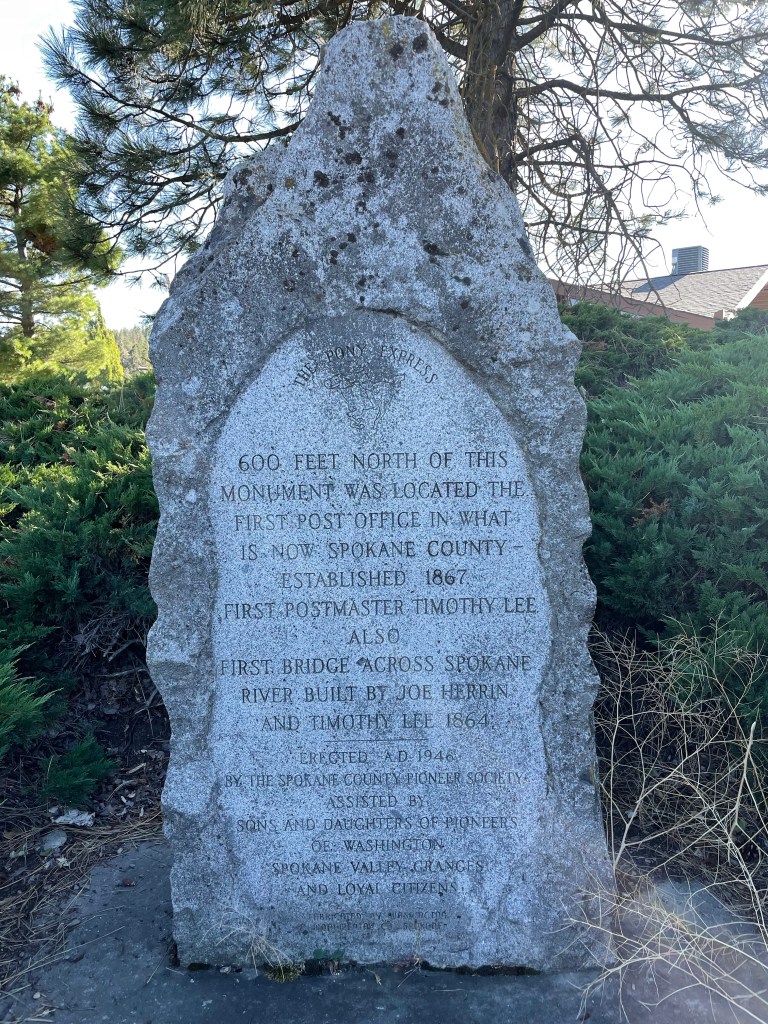 THE PONY EXPRESS
600 FEET NORTH OF THIS
MONUMENT WAS LOCATED THE
FIRST POST OFFICE IN WHAT
IS NOW SPOKANE COUNTY –
ESTABLISHED 1867.
FIRST POSTMASTER TIMOTHY LEE
ALSO
FIRST BRIDGE ACROSS SPOKANE
RIVER BUILT BY JOE HERRIN
AND TIMOTHY LEE 1864.
ERECTED A.D. 1946
BY THE SPOKANE COUNTY PIONEER SOCIETY
ASSISTED BY
SONS AND DAUGHTERS OF PIONEERS
OF WASHINGTON
SPOKANE VALLEY GRANGES
AND LOYAL CITIZENS